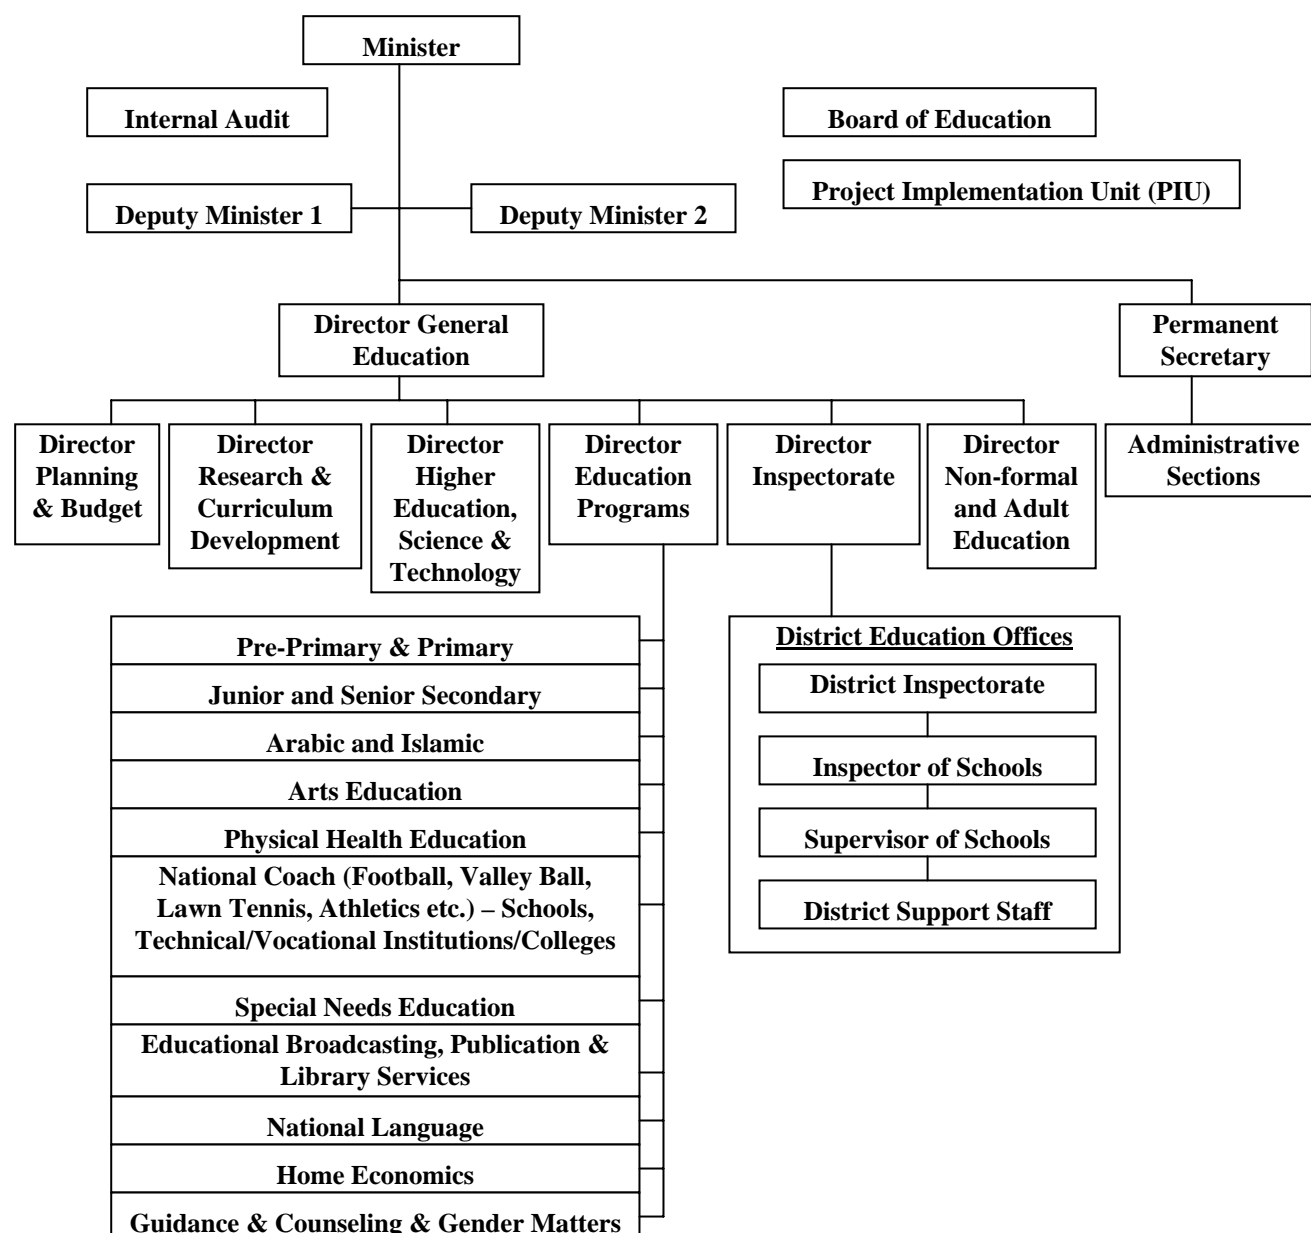 Minister
Internal Audit
Board of Education
Project Implementation Unit (PIU)
Deputy Minister 1
Deputy Minister 2
Director General
Education
Permanent
Secretary
Director
Planning
& Budget
Director
Research &
Curriculum
Development
Director
Higher
Education,
Science &
Technology
Director
Education
Programs
Director
Inspectorate
Director
Non-formal
and Adult
Education
Administrative
Sections
Pre-Primary & Primary
Junior and Senior Secondary
Arabic and Islamic
Arts Education
Physical Health Education
National Coach (Football, Valley Ball,
Lawn Tennis, Athletics etc.) – Schools,
Technical/Vocational Institutions/Colleges
Special Needs Education
Educational Broadcasting, Publication &
Library Services
National Language
Home Economics
Guidance & Counseling & Gender Matters
District Education Offices
District Inspectorate
Inspector of Schools
Supervisor of Schools
District Support Staff